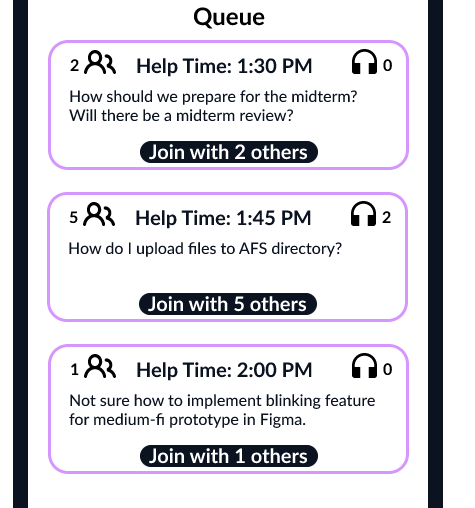 Queue
2 Help Time: 1:30 PM 0
How should we prepare for the midterm?
Will there be a midterm review?
Join with 2 others
5 Help Time: 1:45 PM 2
How do I upload files to AFS directory?
Join with 5 others
1 Help Time: 2:00 PM 0
Not sure how to implement blinking feature
for medium-fi prototype in Figma.
Join with 1 others